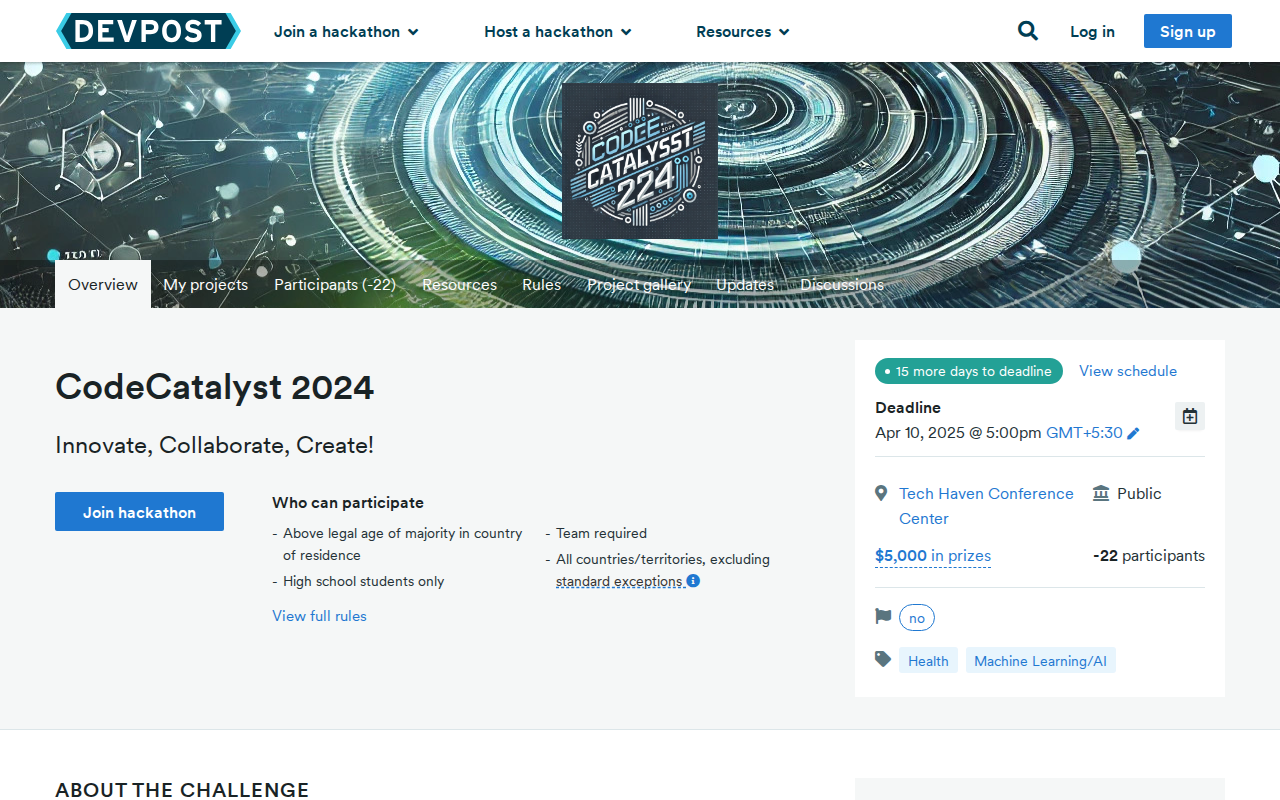 DEVPOST
Join a hackathon
Host a hackathon
Resources
Log in
Sign up
CODCE
CATALYSST
224
Overview
My projects
Participants (-22)
Resources
Rules
Project gallery
Updates
Discussions
CodeCatalyst 2024
Innovate, Collaborate, Create!
Join hackathon
Who can participate
- Above legal age of majority in country
of residence
- High school students only
- Team required
- All countries/territories, excluding
standard exceptions
View full rules
15 more days to deadline
View schedule
Deadline
Apr 10, 2025 @ 5:00pm GMT+5:30
Tech Haven Conference
Center
Public
$5,000 in prizes
-22 participants
no
Health
Machine Learning/AI
ABOUT THE CHALLENGE